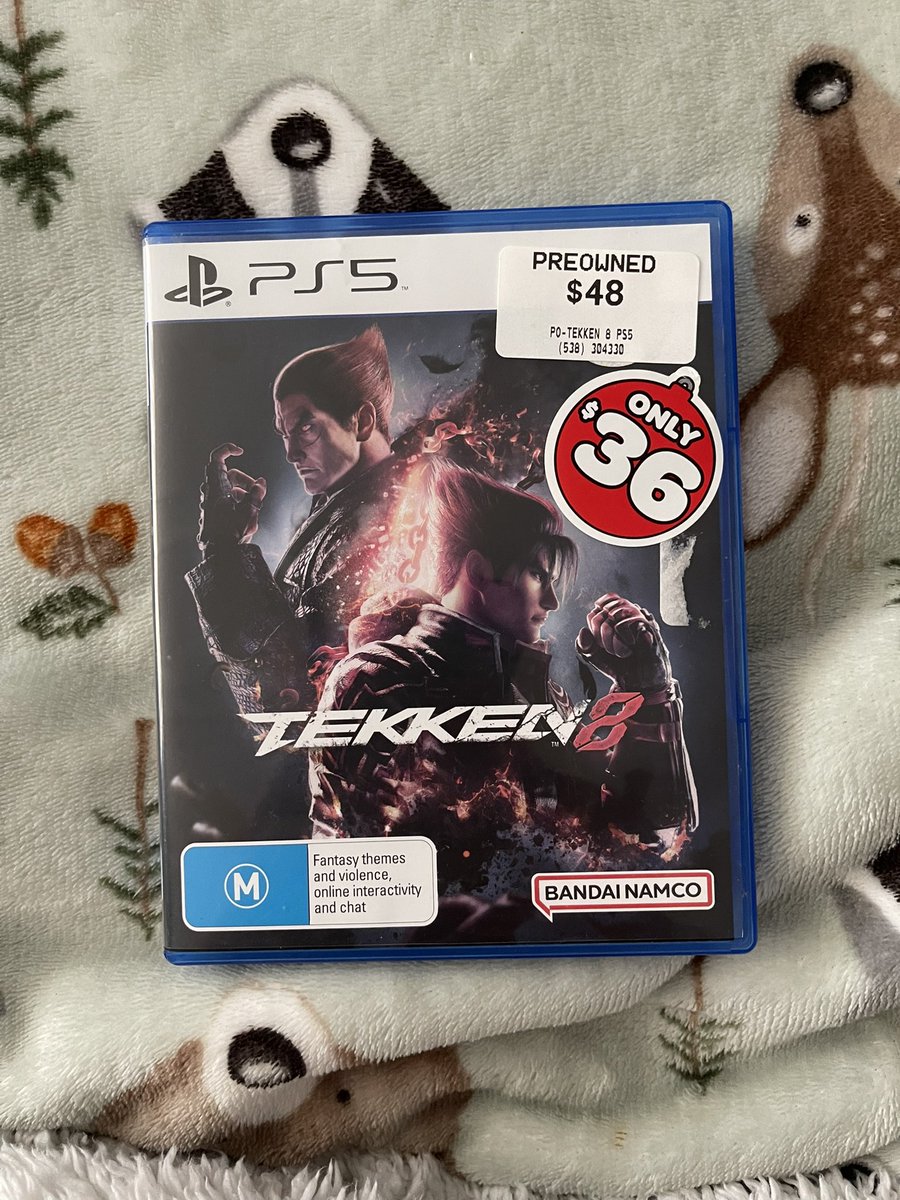 PS5
PREOWNED
$48
PO-TEKKEN 8 PS5
(538) 304330
ONLY
$36
TEKKEN 8
TM
M
Fantasy themes
and violence,
online interactivity
and chat
BANDAI NAMCO